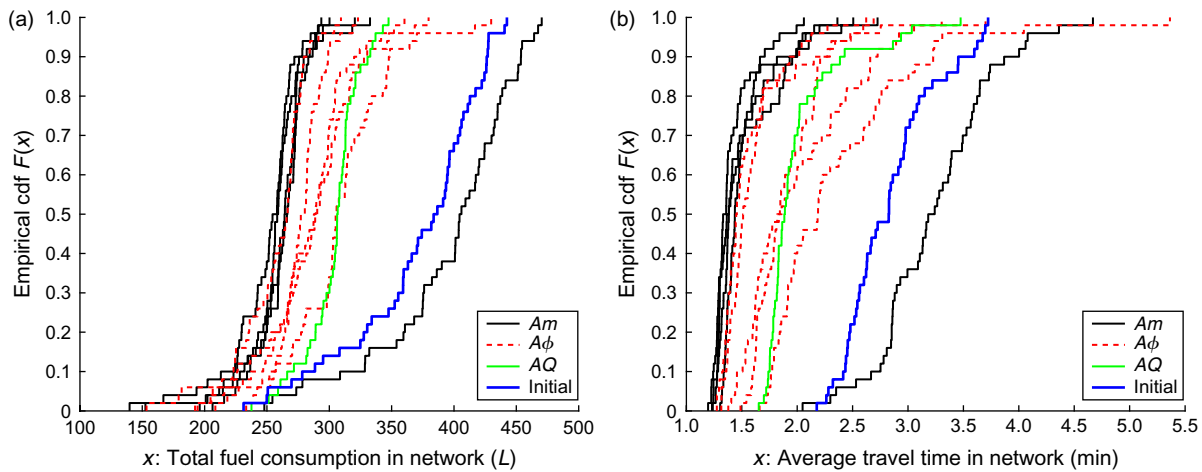 (a)
1.0
0.9
0.8
0.7
0.6
0.5
0.4
0.3
0.2
0.1
0
Empirical cdf F(x)
100 150 200 250 300 350 400 450 500
x: Total fuel consumption in network (L)
Am
Aϕ
AQ
Initial
(b)
1.0
0.9
0.8
0.7
0.6
0.5
0.4
0.3
0.2
0.1
0
Empirical cdf F(x)
1.0 1.5 2.0 2.5 3.0 3.5 4.0 4.5 5.0 5.5
x: Average travel time in network (min)
Am
Aϕ
AQ
Initial